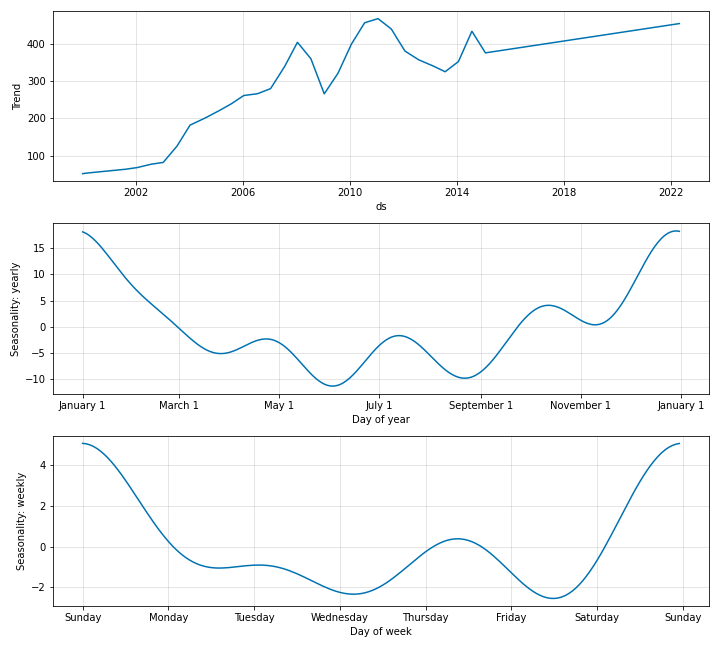 400
300
200
100
Trend
2002 2006 2010 2014 2018 2022
ds
15
10
5
0
−5
−10
Seasonality: yearly
January 1 March 1 May 1 July 1 September 1 November 1 January 1
Day of year
4
2
0
−2
Seasonality: weekly
Sunday Monday Tuesday Wednesday Thursday Friday Saturday Sunday
Day of week